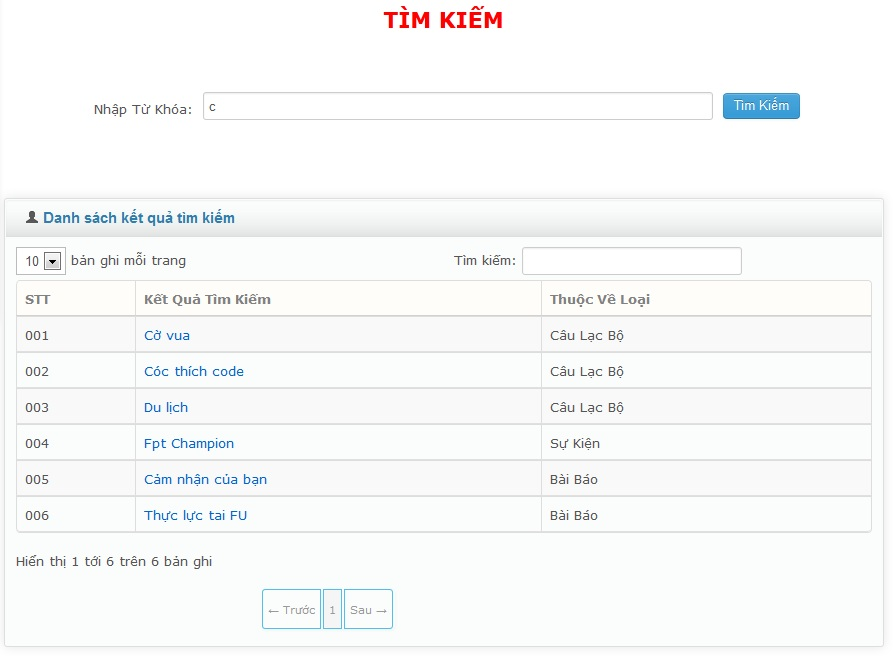 TÌM KIẾM
Nhập Từ Khóa: c Tìm Kiếm
Danh sách kết quả tìm kiếm
10 bản ghi mỗi trang Tìm kiếm:
STT Kết Quả Tìm Kiếm Thuộc Về Loại
001 Cờ vua Câu Lạc Bộ
002 Cóc thích code Câu Lạc Bộ
003 Du lịch Câu Lạc Bộ
004 Fpt Champion Sự Kiện
005 Cảm nhận của bạn Bài Báo
006 Thực lực tai FU Bài Báo
Hiển thị 1 tới 6 trên 6 bản ghi
← Trước 1 Sau →